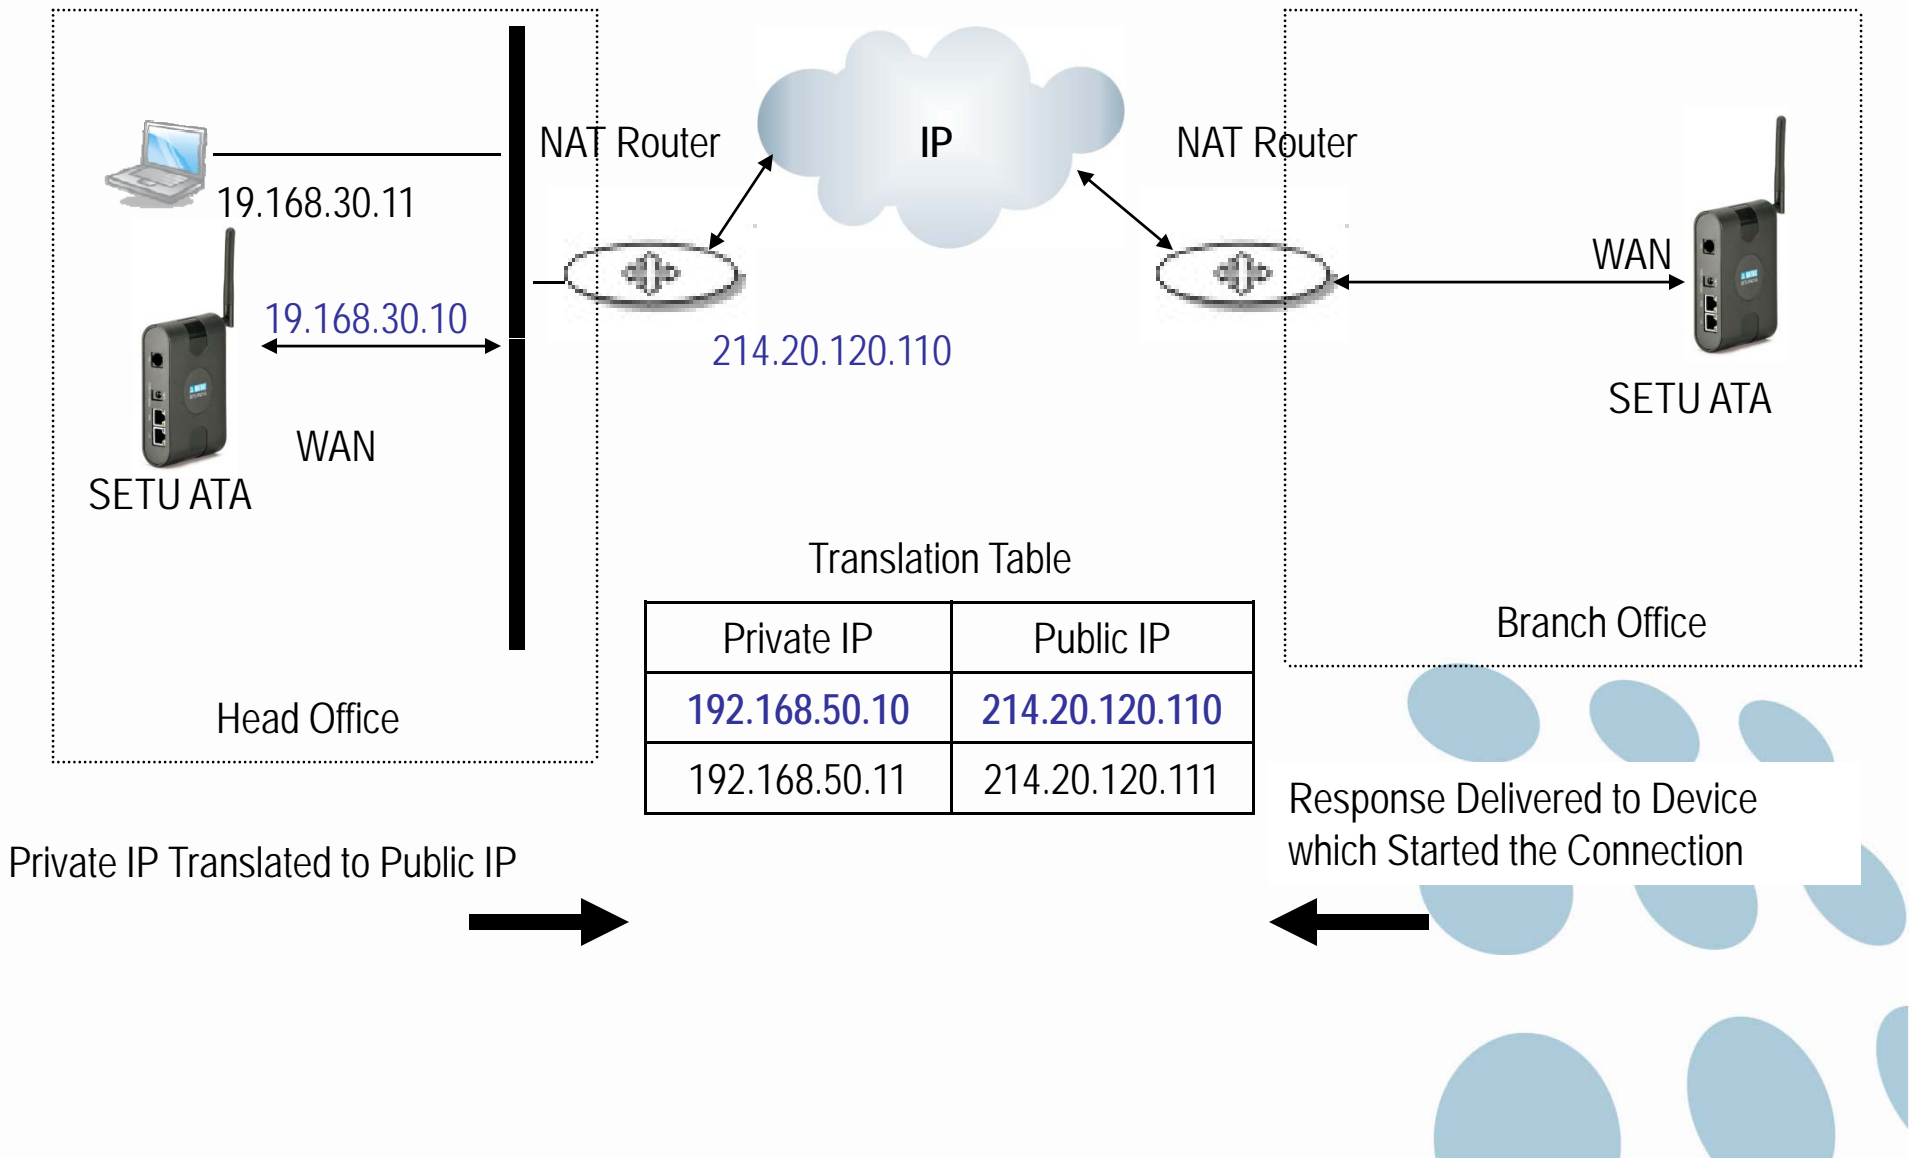 NAT Router
IP
NAT Router
19.168.30.11
WAN
19.168.30.10
214.20.120.110
SETU ATA
WAN
SETU ATA
Translation Table
Private IP Public IP
192.168.50.10 214.20.120.110
192.168.50.11 214.20.120.111
Branch Office
Head Office
Response Delivered to Device
which Started the Connection
Private IP Translated to Public IP